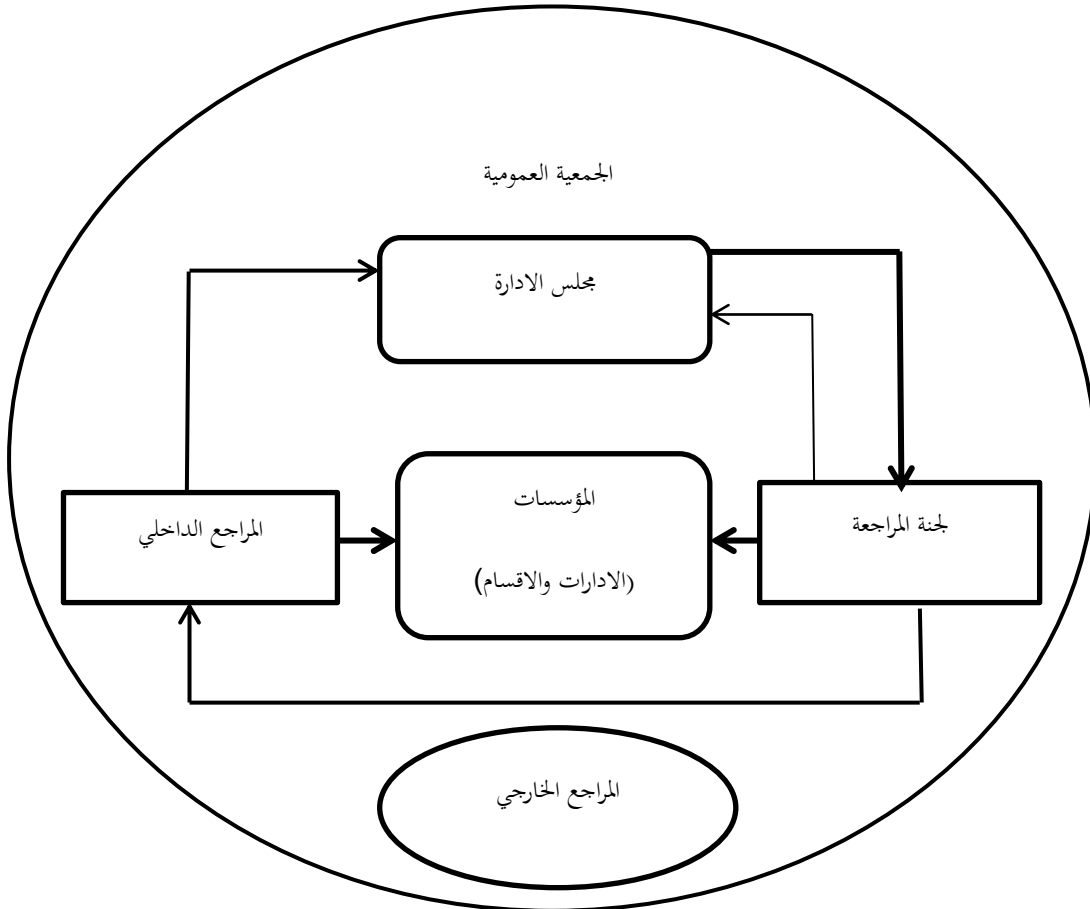 الجمعية العمومية
مجلس الادارة
لجنة المراجعة
المؤسسات
(الادارات والاقسام)
المراجع الداخلي
المراجع الخارجي